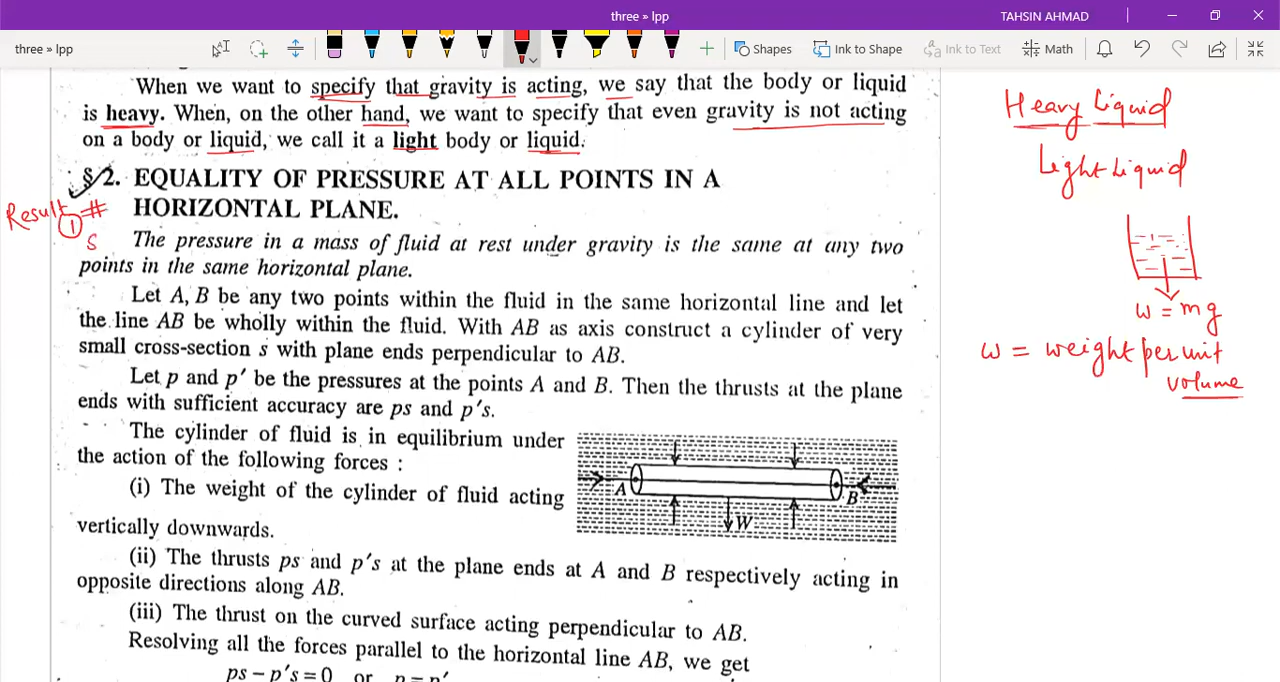 three » lpp
TAHSIN AHMAD
three » lpp
Shapes
Ink to Shape
Ink to Text
Math
When we want to specify that gravity is acting, we say that the body or liquid
is heavy. When, on the other hand, we want to specify that even gravity is not acting
on a body or liquid, we call it a light body or liquid.
§ 2. EQUALITY OF PRESSURE AT ALL POINTS IN A
HORIZONTAL PLANE.
Result #
1
S
The pressure in a mass of fluid at rest under gravity is the same at any two
points in the same horizontal plane.
Let A, B be any two points within the fluid in the same horizontal line and let
the line AB be wholly within the fluid. With AB as axis construct a cylinder of very
small cross-section s with plane ends perpendicular to AB.
Let p and p′ be the pressures at the points A and B. Then the thrusts at the plane
ends with sufficient accuracy are ps and p′s.
The cylinder of fluid is in equilibrium under
the action of the following forces :
(i) The weight of the cylinder of fluid acting
vertically downwards.
A
B
W
(ii) The thrusts ps and p′s at the plane ends at A and B respectively acting in
opposite directions along AB.
(iii) The thrust on the curved surface acting perpendicular to AB.
Resolving all the forces parallel to the horizontal line AB, we get
ps − p′s = 0 or p = p′
Heavy Liquid
Light Liquid
w = mg
w = weight per unit
volume